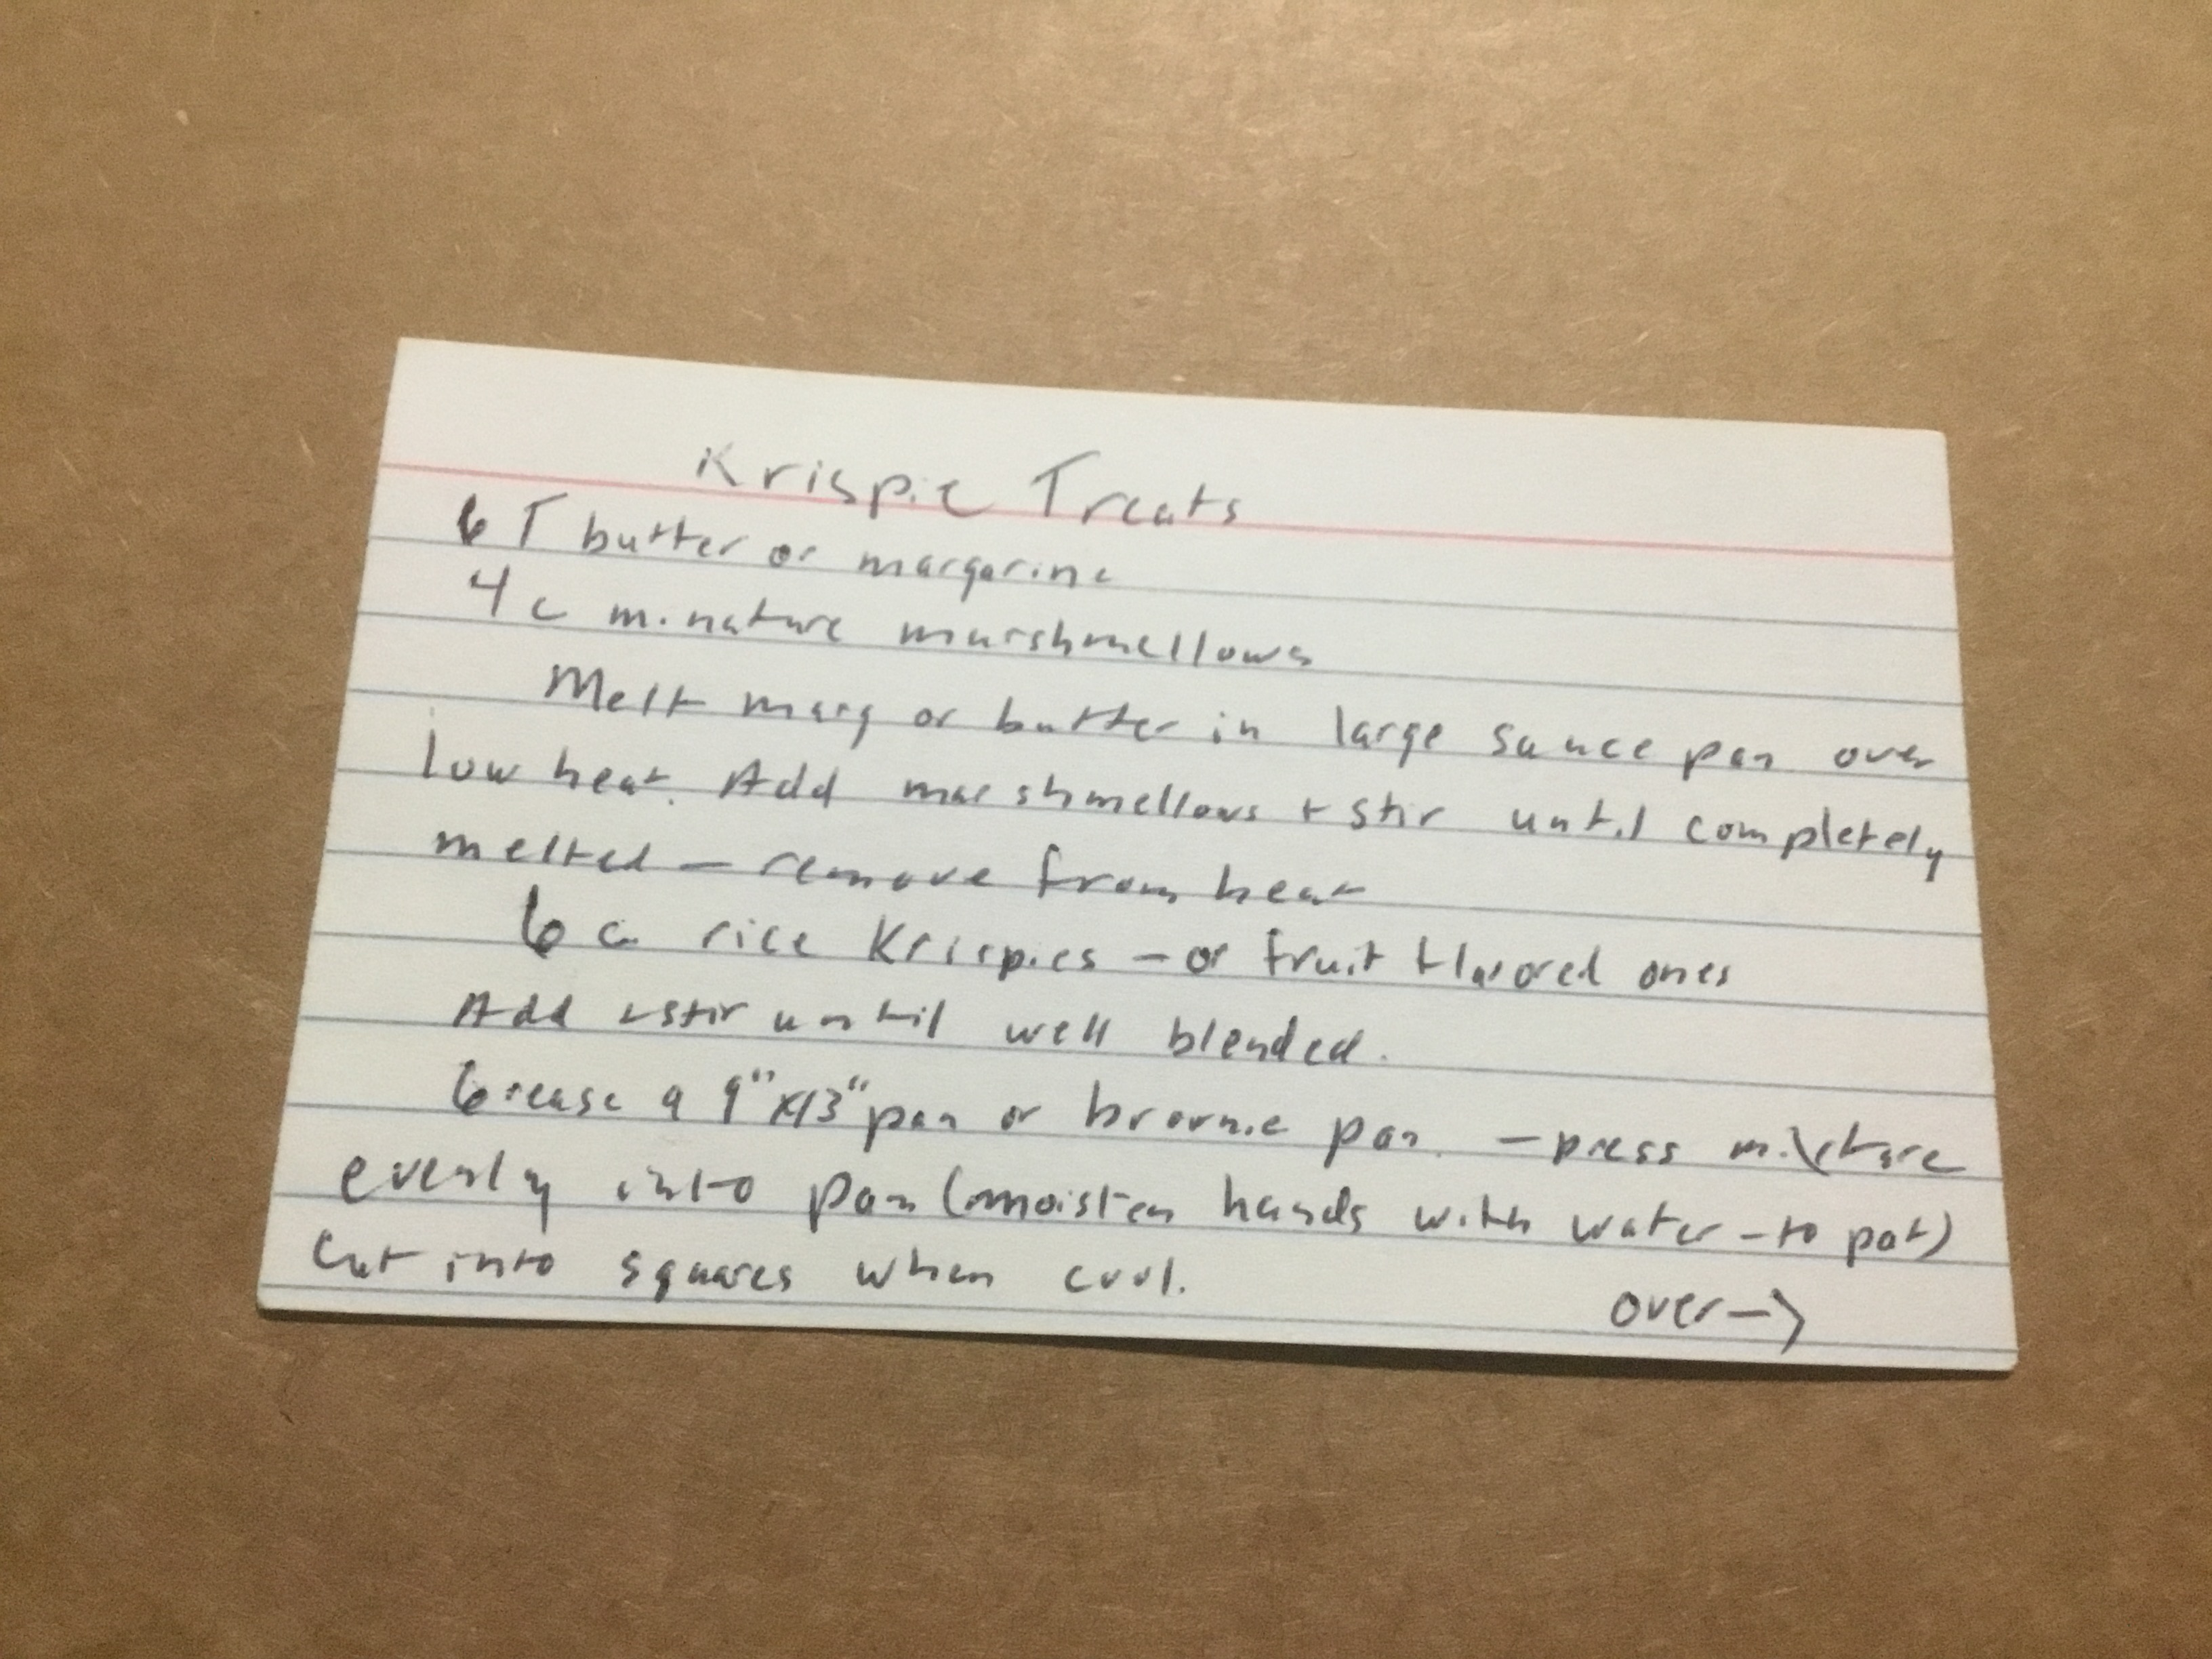 Krispie Treats
6 T butter or margarine
4 c minature marshmellows
Melt marg or butter in large sauce pan over
low heat. Add marshmellows + stir until completely
melted — remove from heat
6 c rice Krispies — or fruit flavored ones
Add + stir until well blended.
Grease a 9" x 13" pan or brownie pan. — press mixture
evenly into pan (moisten hands with water - to pat)
Cut into squares when cool.
over →